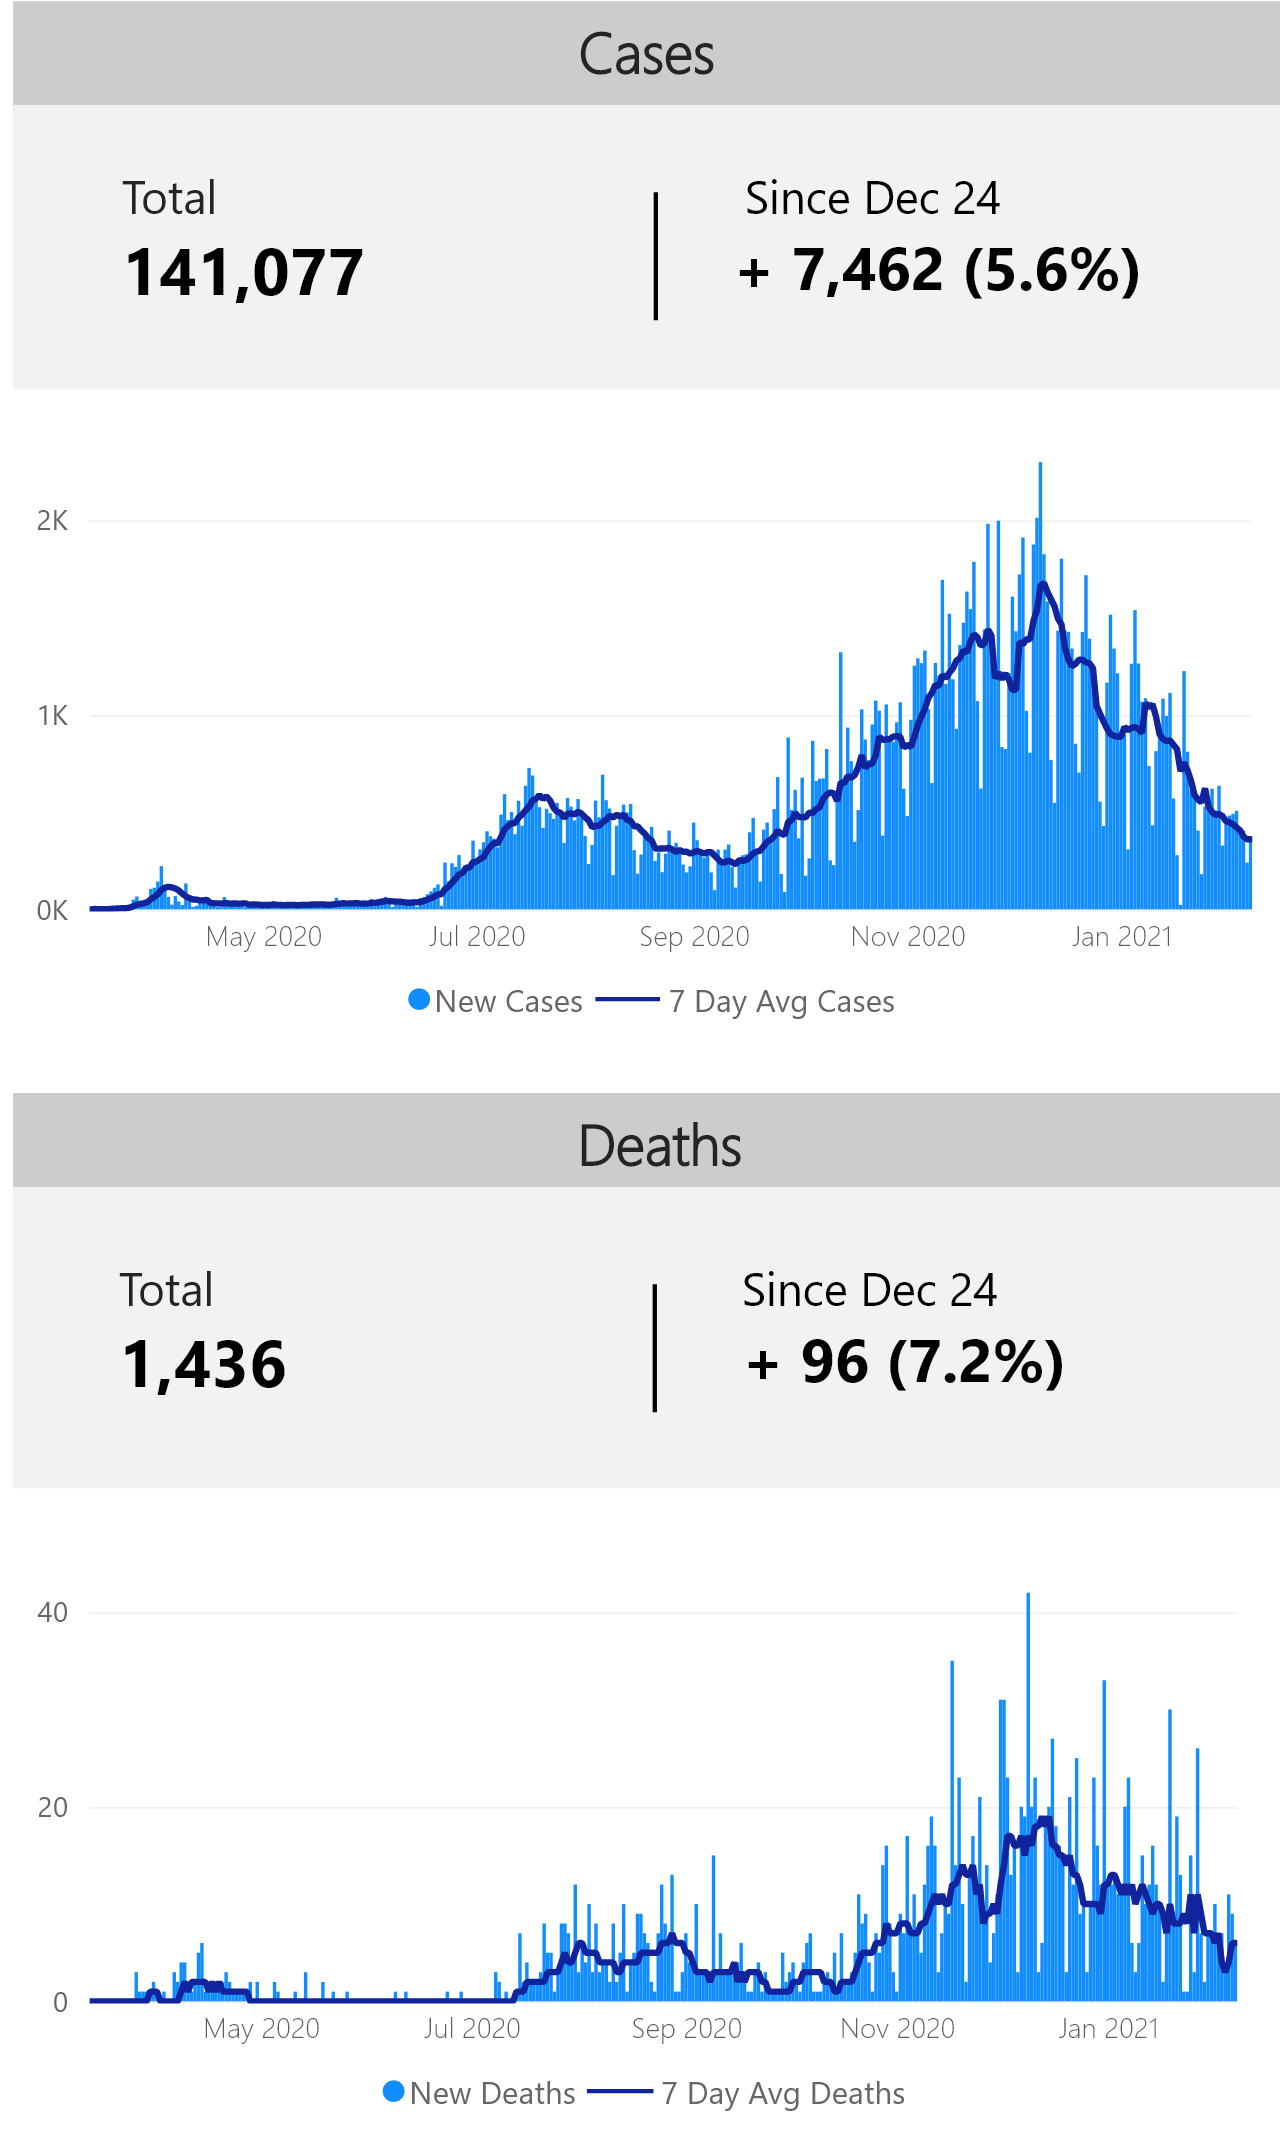 Cases
Total
141,077
Since Dec 24
+ 7,462 (5.6%)
2K
1K
0K
May 2020
Jul 2020
Sep 2020
Nov 2020
Jan 2021
New Cases
7 Day Avg Cases
Deaths
Total
1,436
Since Dec 24
+ 96 (7.2%)
40
20
0
May 2020
Jul 2020
Sep 2020
Nov 2020
Jan 2021
New Deaths
7 Day Avg Deaths